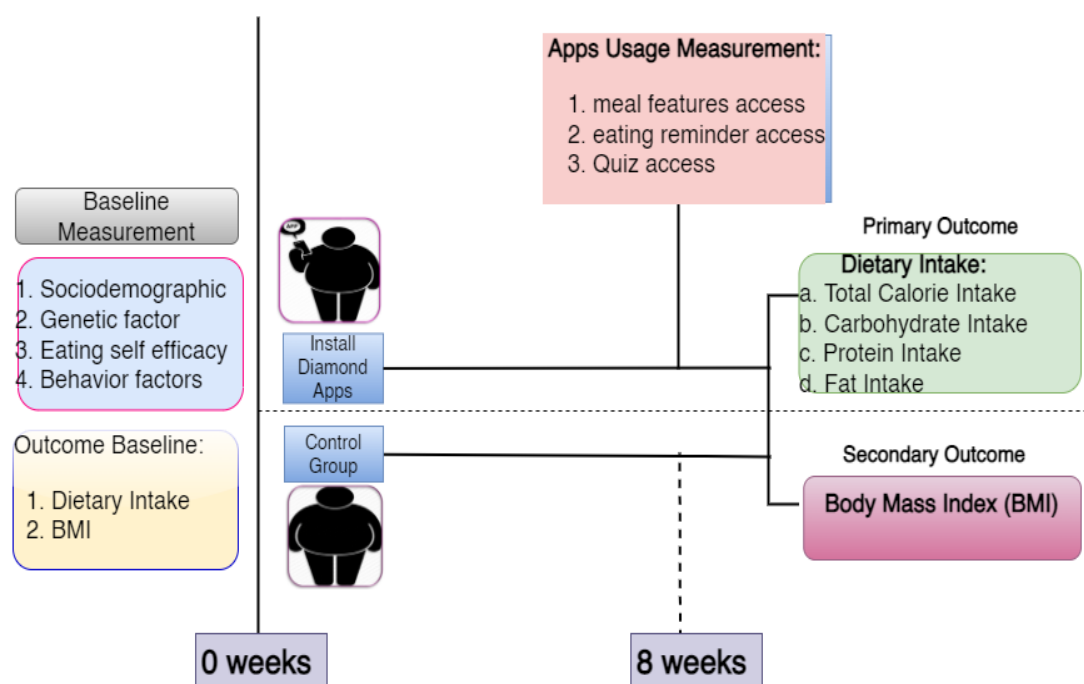 Apps Usage Measurement:
1. meal features access
2. eating reminder access
3. Quiz access
Baseline
Measurement
1. Sociodemographic
2. Genetic factor
3. Eating self efficacy
4. Behavior factors
Outcome Baseline:
1. Dietary Intake
2. BMI
APP
Install
Diamond
Apps
Control
Group
Primary Outcome
Dietary Intake:
a. Total Calorie Intake
b. Carbohydrate Intake
c. Protein Intake
d. Fat Intake
Secondary Outcome
Body Mass Index (BMI)
0 weeks
8 weeks